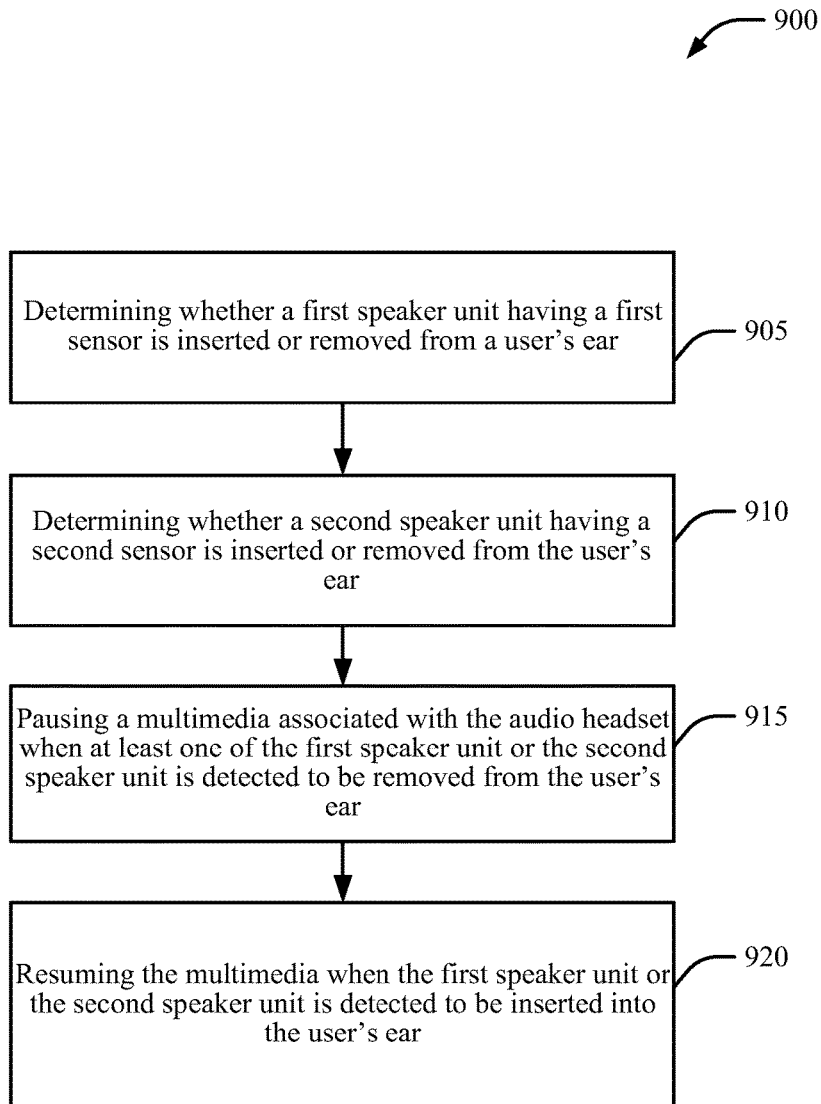 900
Determining whether a first speaker unit having a first
sensor is inserted or removed from a user's ear
905
Determining whether a second speaker unit having a
second sensor is inserted or removed from the user's
ear
910
Pausing a multimedia associated with the audio headset
when at least one of the first speaker unit or the second
speaker unit is detected to be removed from the user's
ear
915
Resuming the multimedia when the first speaker unit or
the second speaker unit is detected to be inserted into
the user's ear
920